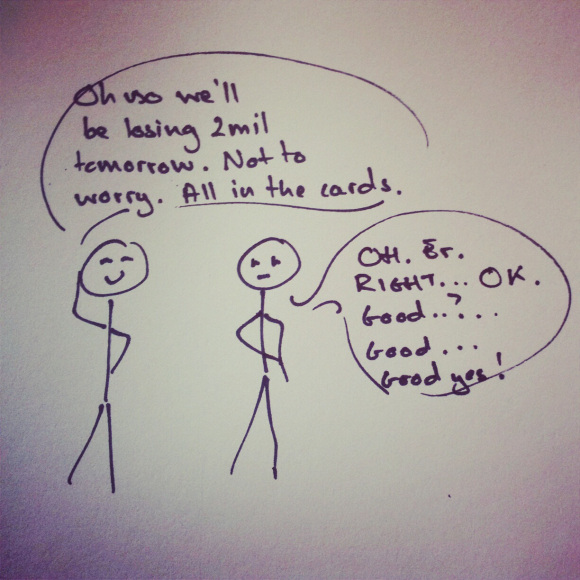 Oh so we'll
be losing 2mil
tomorrow. Not to
worry. All in the cards.
OH. Er.
RIGHT... OK.
Good..?...
Good...
Good yes!